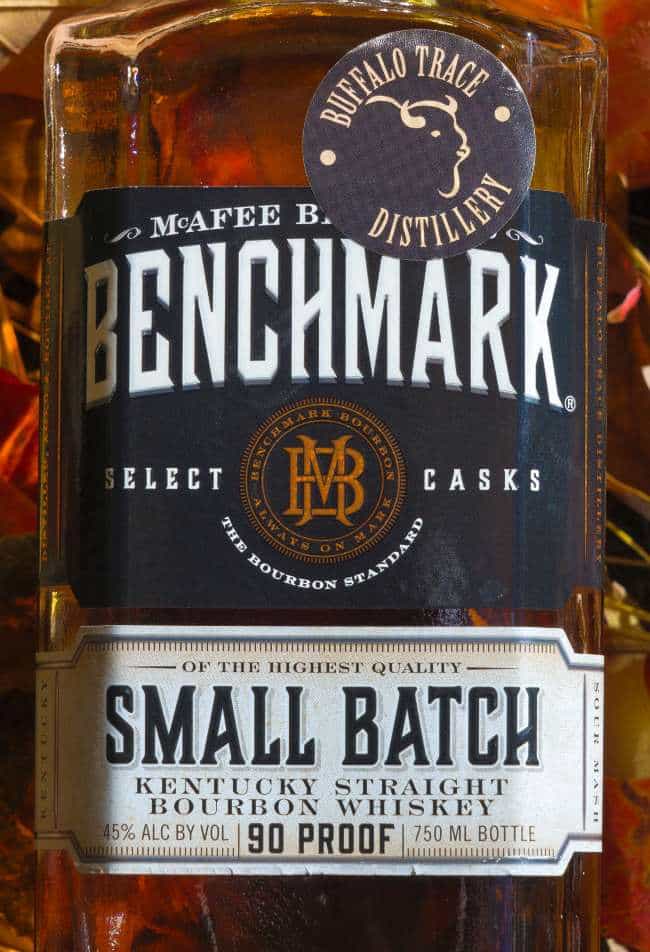 BUFFALO TRACE
DISTILLERY
McAFEE
BENCHMARK®
SELECT CASKS
BENCHMARK BOURBON
MB
ALWAYS ON MARK
THE BOURBON STANDARD
OF THE HIGHEST QUALITY
SMALL BATCH
KENTUCKY STRAIGHT
BOURBON WHISKEY
45% ALC BY VOL 90 PROOF 750 ML BOTTLE
KENTUCKY
SOUR MASH